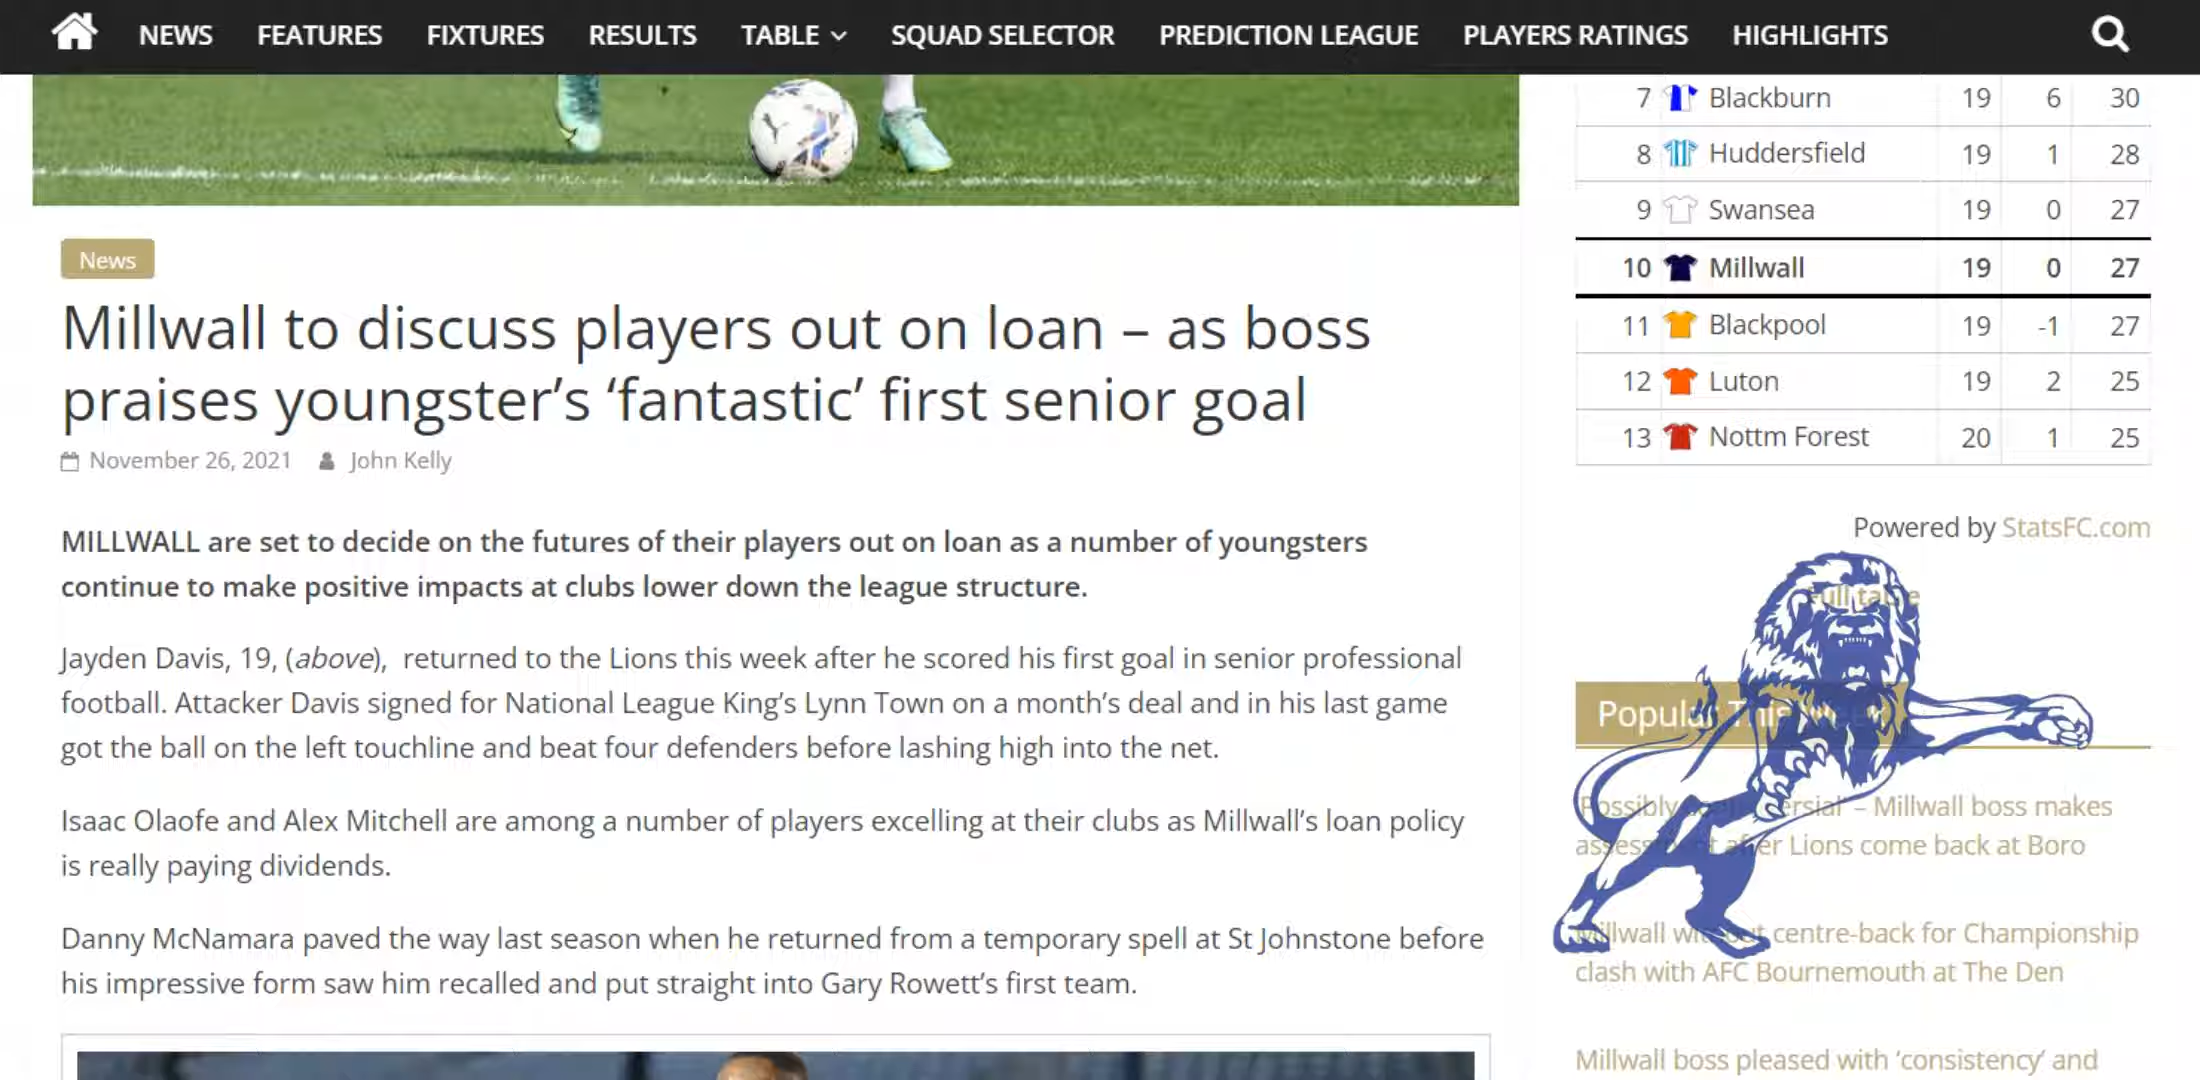 NEWS FEATURES FIXTURES RESULTS TABLE SQUAD SELECTOR PREDICTION LEAGUE PLAYERS RATINGS HIGHLIGHTS
News
Millwall to discuss players out on loan – as boss
praises youngster’s ‘fantastic’ first senior goal
November 26, 2021 John Kelly
MILLWALL are set to decide on the futures of their players out on loan as a number of youngsters
continue to make positive impacts at clubs lower down the league structure.
Jayden Davis, 19, (above), returned to the Lions this week after he scored his first goal in senior professional
football. Attacker Davis signed for National League King’s Lynn Town on a month’s deal and in his last game
got the ball on the left touchline and beat four defenders before lashing high into the net.
Isaac Olaofe and Alex Mitchell are among a number of players excelling at their clubs as Millwall’s loan policy
is really paying dividends.
Danny McNamara paved the way last season when he returned from a temporary spell at St Johnstone before
his impressive form saw him recalled and put straight into Gary Rowett’s first team.
7 Blackburn 19 6 30
8 Huddersfield 19 1 28
9 Swansea 19 0 27
10 Millwall 19 0 27
11 Blackpool 19 -1 27
12 Luton 19 2 25
13 Nottm Forest 20 1 25
Powered by StatsFC.com
Full table
Popular This Week
‘Possibly – Millwall boss makes
after Lions come back at Boro
Millwall without centre-back for Championship
clash with AFC Bournemouth at The Den
Millwall boss pleased with ‘consistency’ and